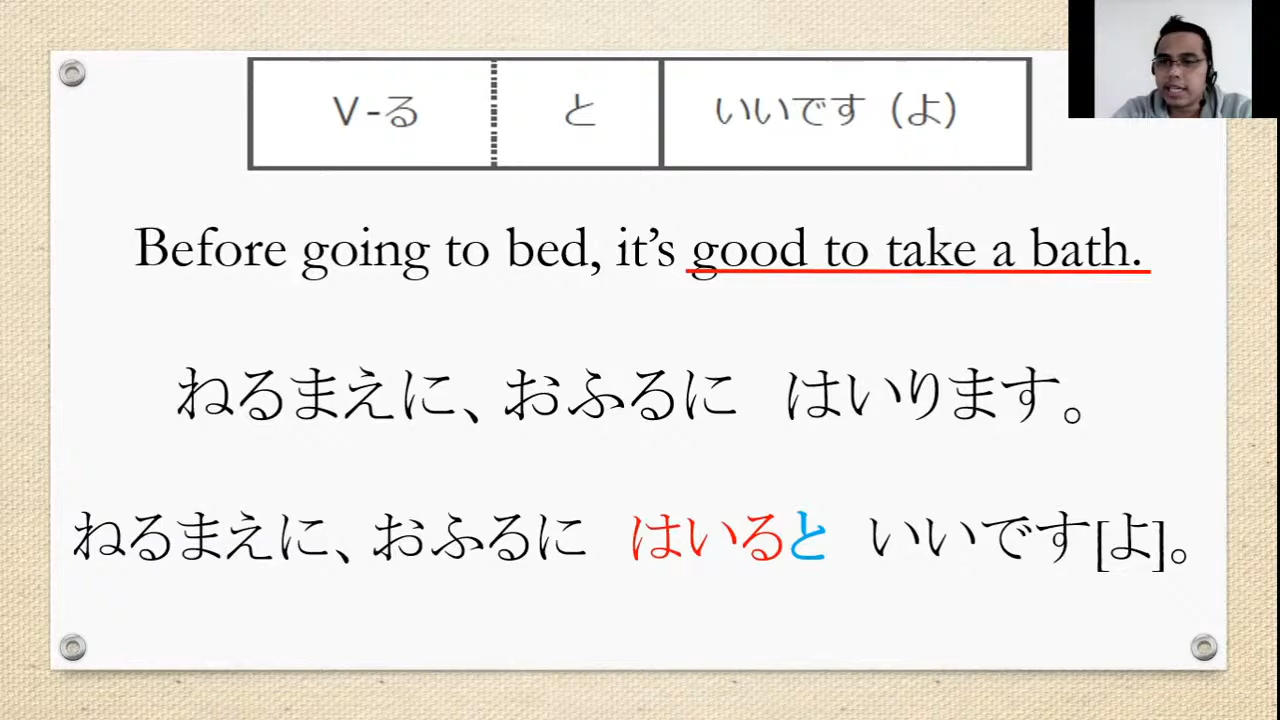 V-る と いいです（よ）
Before going to bed, it's good to take a bath.
ねるまえに、おふるに　はいります。
ねるまえに、おふるに　はいると　いいです[よ]。